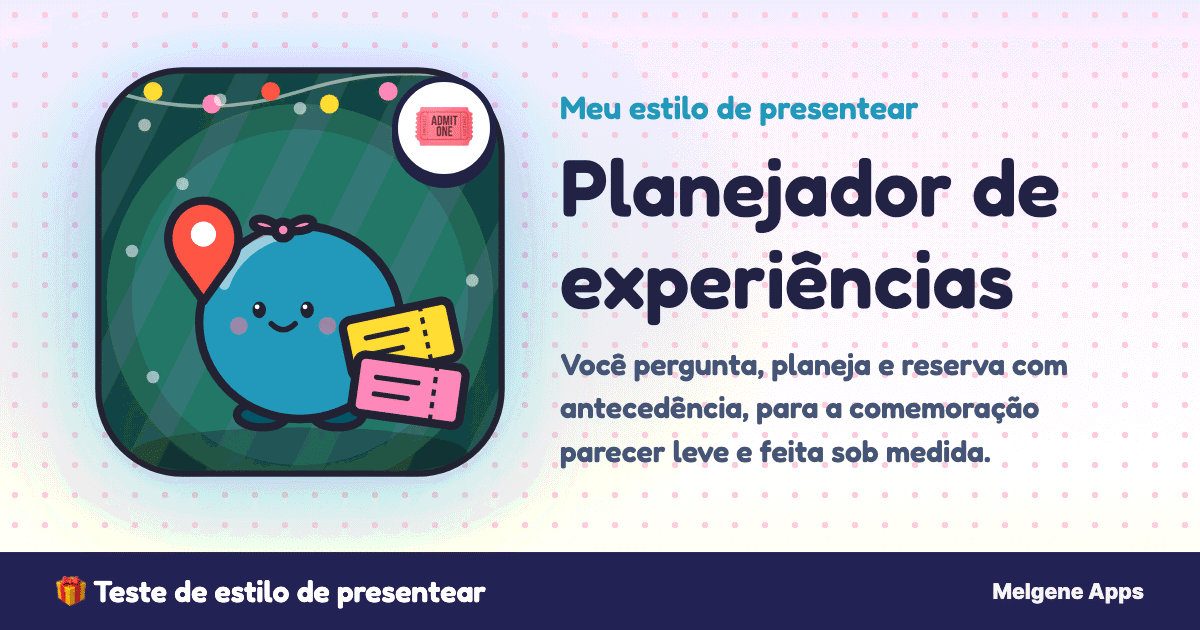 ADMIT
ONE
Meu estilo de presentear
Planejador de
experiências
Você pergunta, planeja e reserva com
antecedência, para a comemoração
parecer leve e feita sob medida.
Teste de estilo de presentear
Melgene Apps